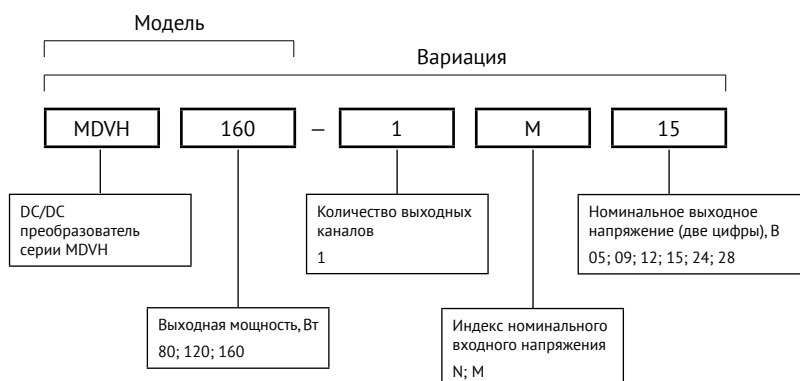 Модель
Вариация
MDVH 160 – 1 M 15
DC/DC
преобразователь
серии MDVH
Количество выходных
каналов
1
Номинальное выходное
напряжение (две цифры), В
05; 09; 12; 15; 24; 28
Выходная мощность, Вт
80; 120; 160
Индекс номинального
входного напряжения
N; M